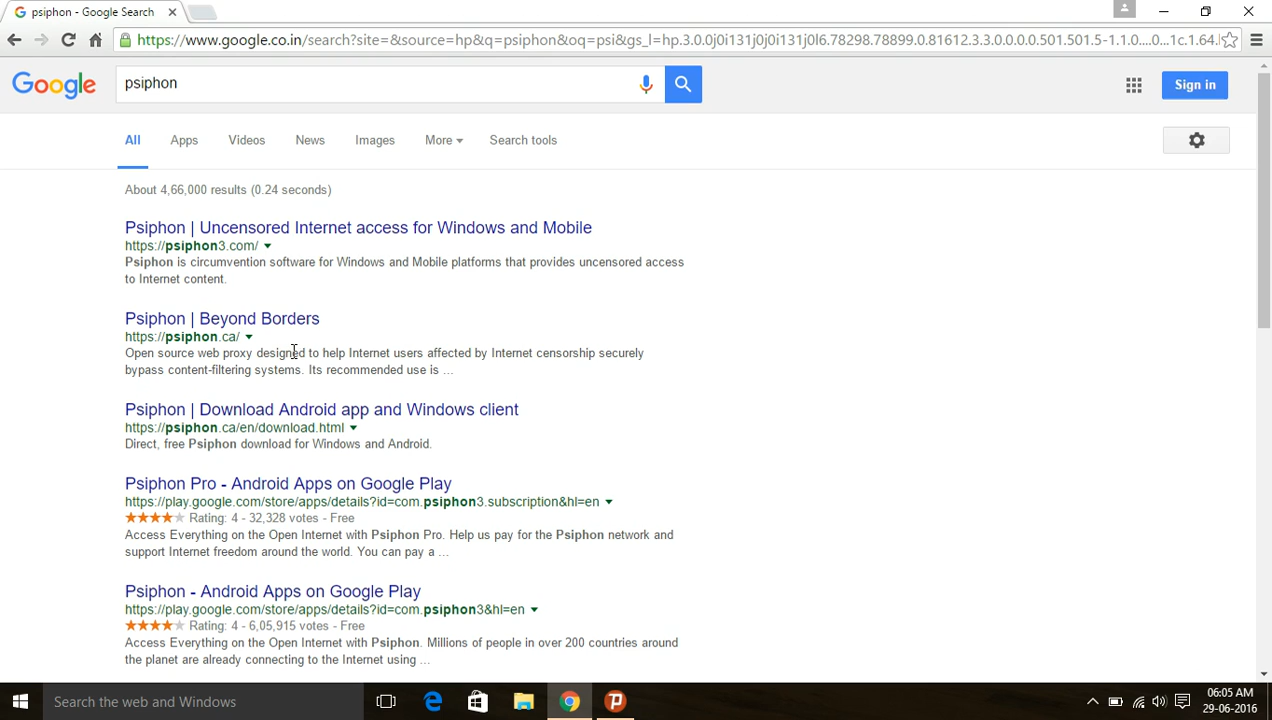 psiphon - Google Search
https://www.google.co.in/search?site=&source=hp&q=psiphon&oq=psi&gs_l=hp.3.0.0j0i131j0j0i131j0l6.78298.78899.0.81612.3.3.0.0.0.0.501.501.5-1.1.0....0...1c.1.64.
Google
psiphon
Sign in
All Apps Videos News Images More Search tools
About 4,66,000 results (0.24 seconds)
Psiphon | Uncensored Internet access for Windows and Mobile
https://psiphon3.com/
Psiphon is circumvention software for Windows and Mobile platforms that provides uncensored access
to Internet content.
Psiphon | Beyond Borders
https://psiphon.ca/
Open source web proxy designed to help Internet users affected by Internet censorship securely
bypass content-filtering systems. Its recommended use is ...
Psiphon | Download Android app and Windows client
https://psiphon.ca/en/download.html
Direct, free Psiphon download for Windows and Android.
Psiphon Pro - Android Apps on Google Play
https://play.google.com/store/apps/details?id=com.psiphon3.subscription&hl=en
Rating: 4 - 32,328 votes - Free
Access Everything on the Open Internet with Psiphon Pro. Help us pay for the Psiphon network and
support Internet freedom around the world. You can pay a ...
Psiphon - Android Apps on Google Play
https://play.google.com/store/apps/details?id=com.psiphon3&hl=en
Rating: 4 - 6,05,915 votes - Free
Access Everything on the Open Internet with Psiphon. Millions of people in over 200 countries around
the planet are already connecting to the Internet using ...
Search the web and Windows
06:05 AM
29-06-2016